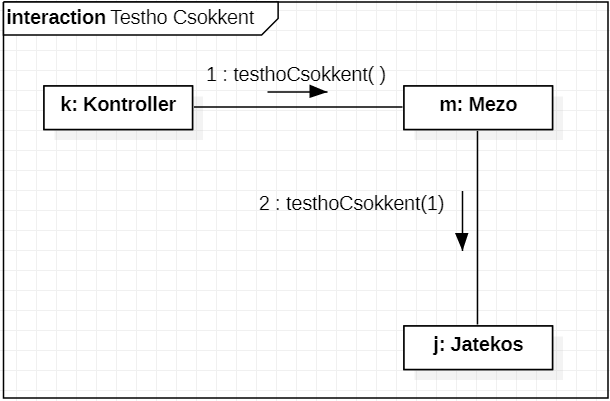 interaction Testho Csokkent
1 : testhoCsokkent( )
k: Kontroller
m: Mezo
2 : testhoCsokkent(1)
j: Jatekos